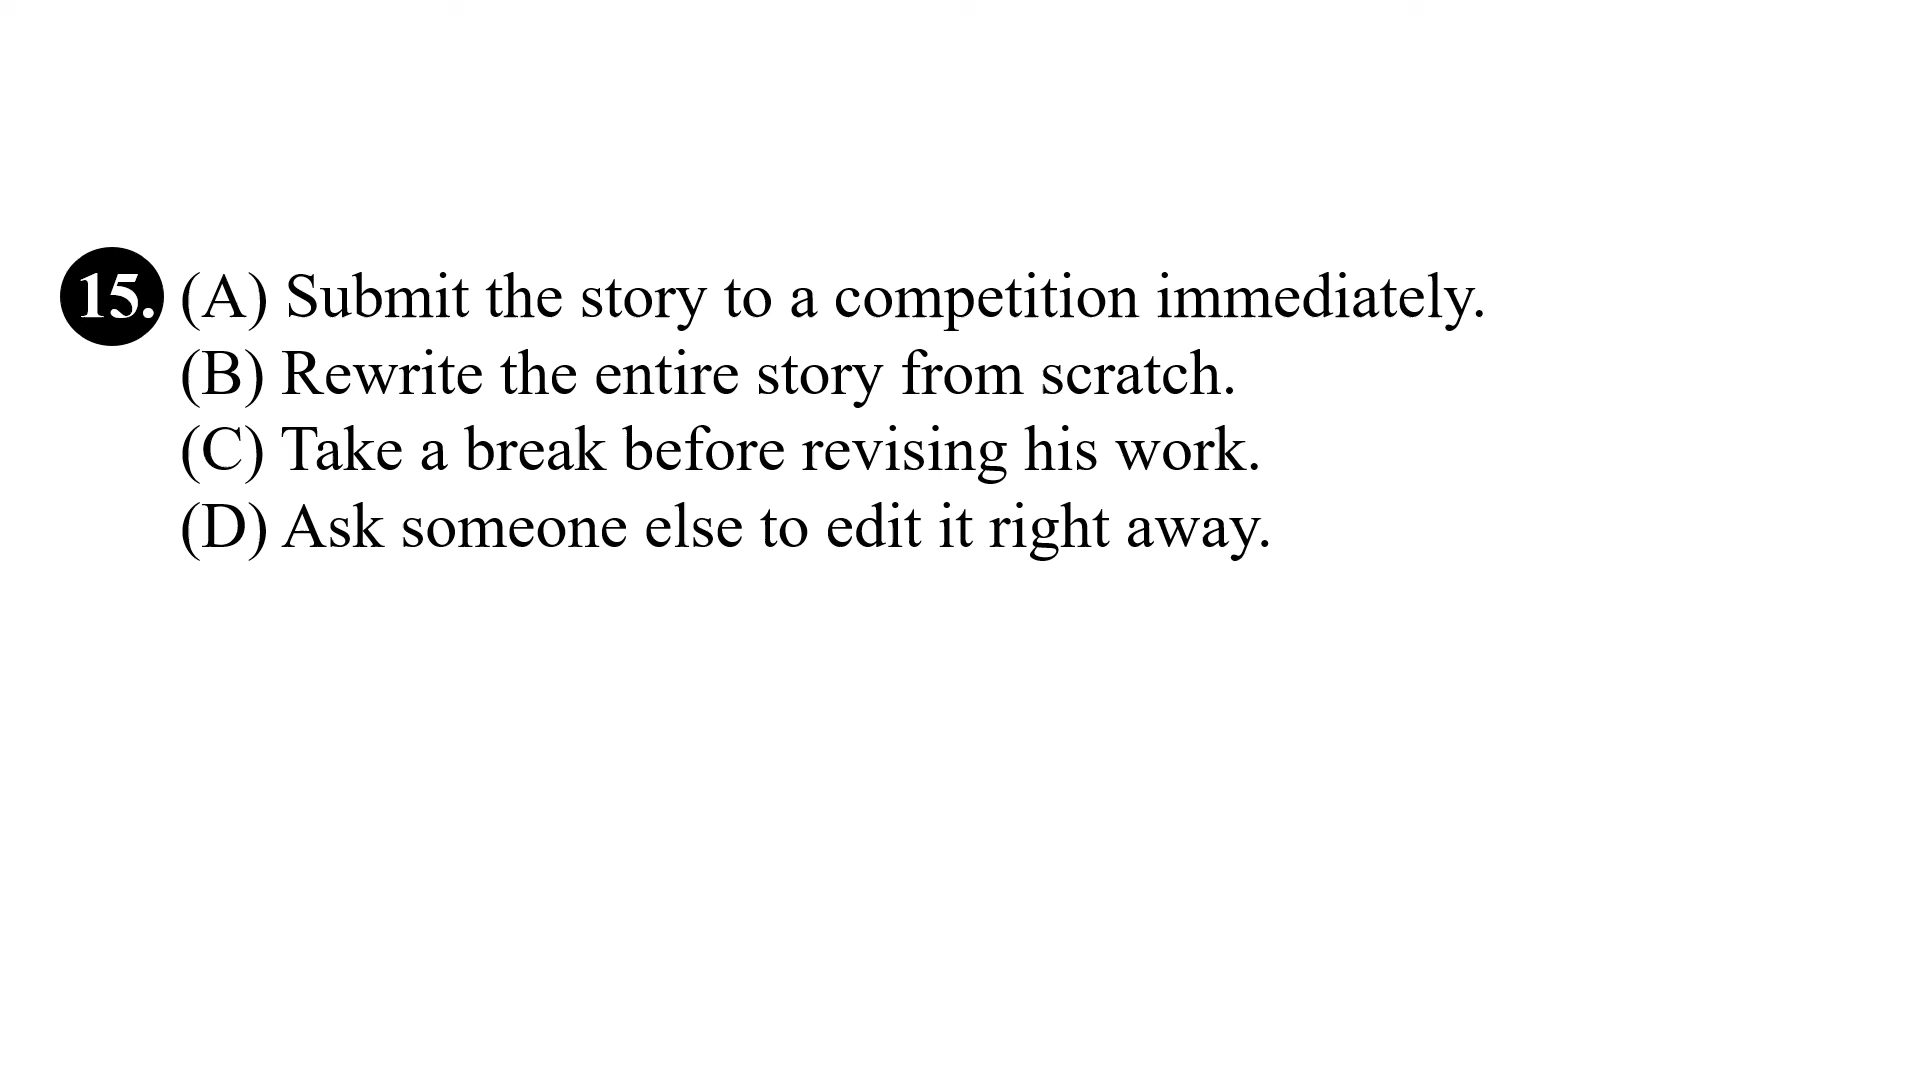 15. (A) Submit the story to a competition immediately.
(B) Rewrite the entire story from scratch.
(C) Take a break before revising his work.
(D) Ask someone else to edit it right away.